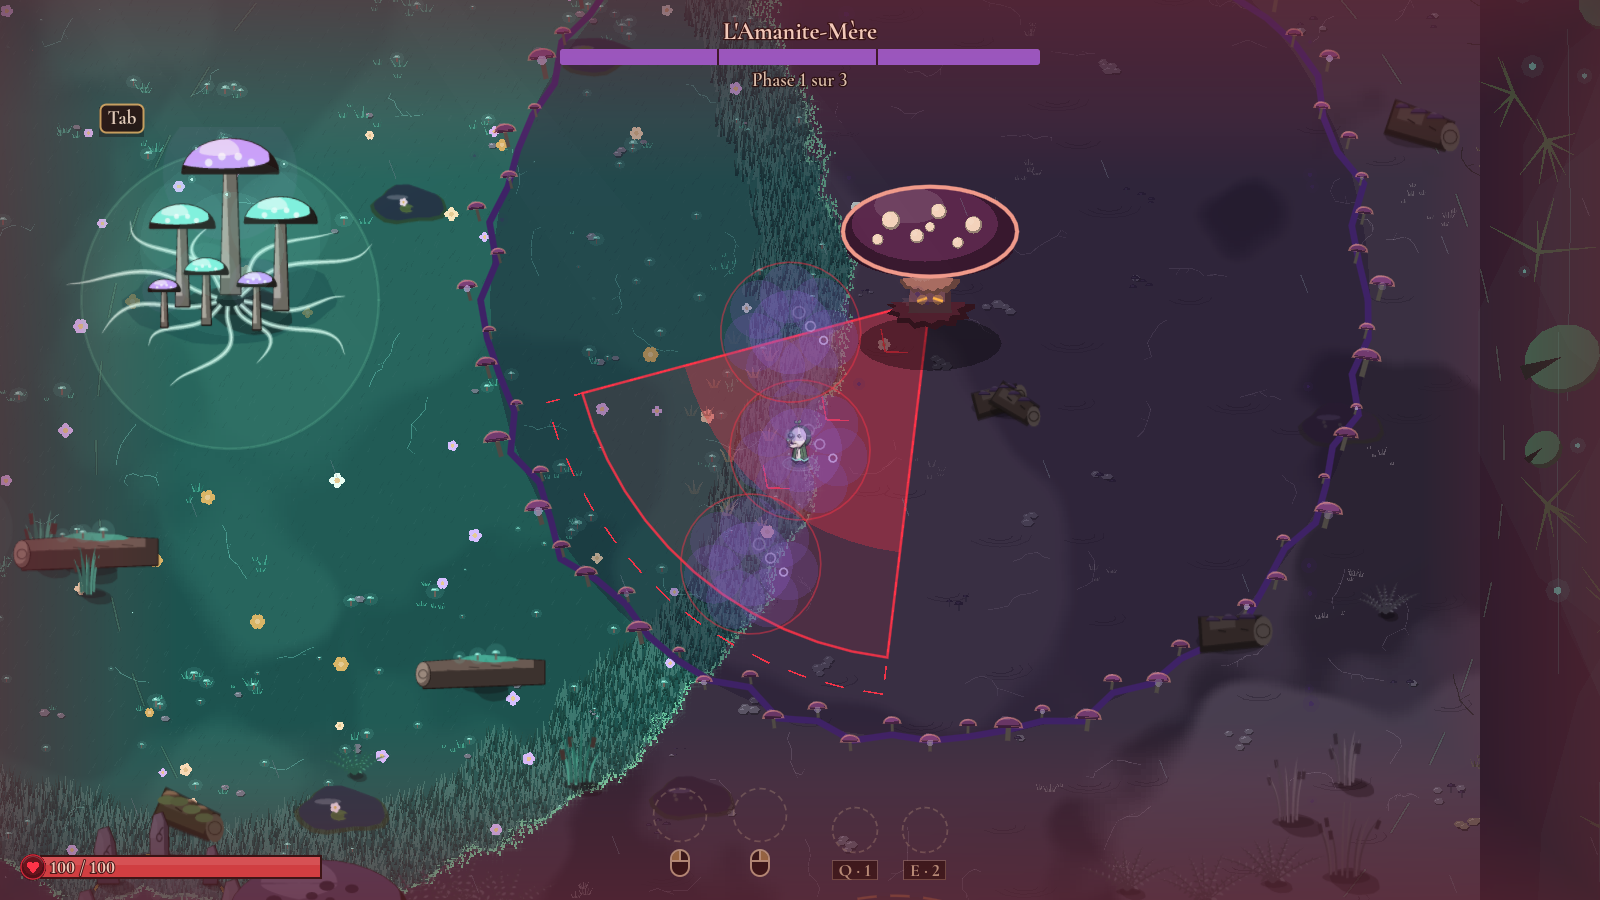 L'Amanite-Mère
Phase 1 sur 3
Tab
100 / 100
Q · 1
E · 2